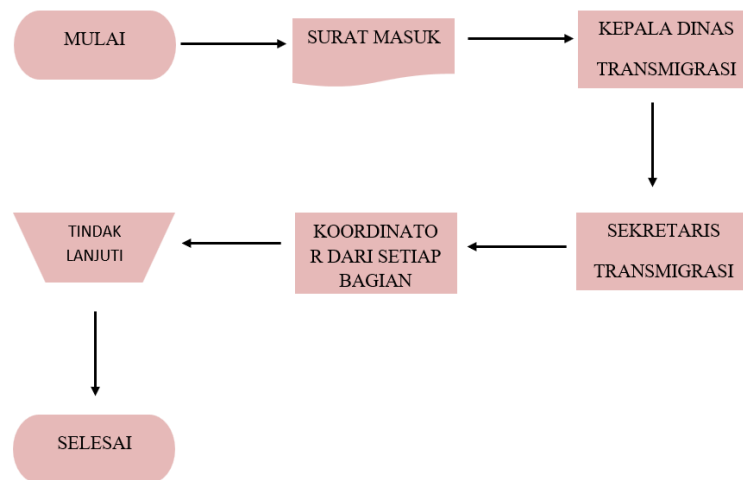 MULAI
SURAT MASUK
KEPALA DINAS
TRANSMIGRASI
SEKRETARIS
TRANSMIGRASI
KOORDINATO
R DARI SETIAP
BAGIAN
TINDAK
LANJUTI
SELESAI